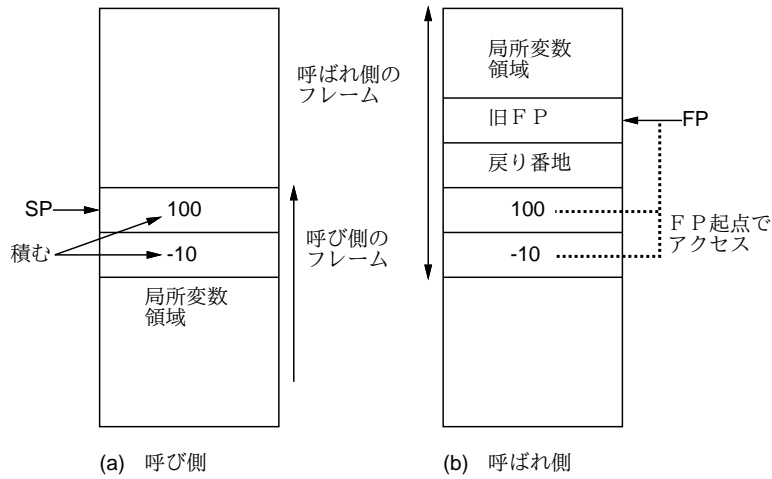 呼ばれ側の
フレーム
SP
積む
100
-10
局所変数
領域
呼び側の
フレーム
(a) 呼び側
局所変数
領域
旧ＦＰ
FP
戻り番地
100
-10
ＦＰ起点で
アクセス
(b) 呼ばれ側